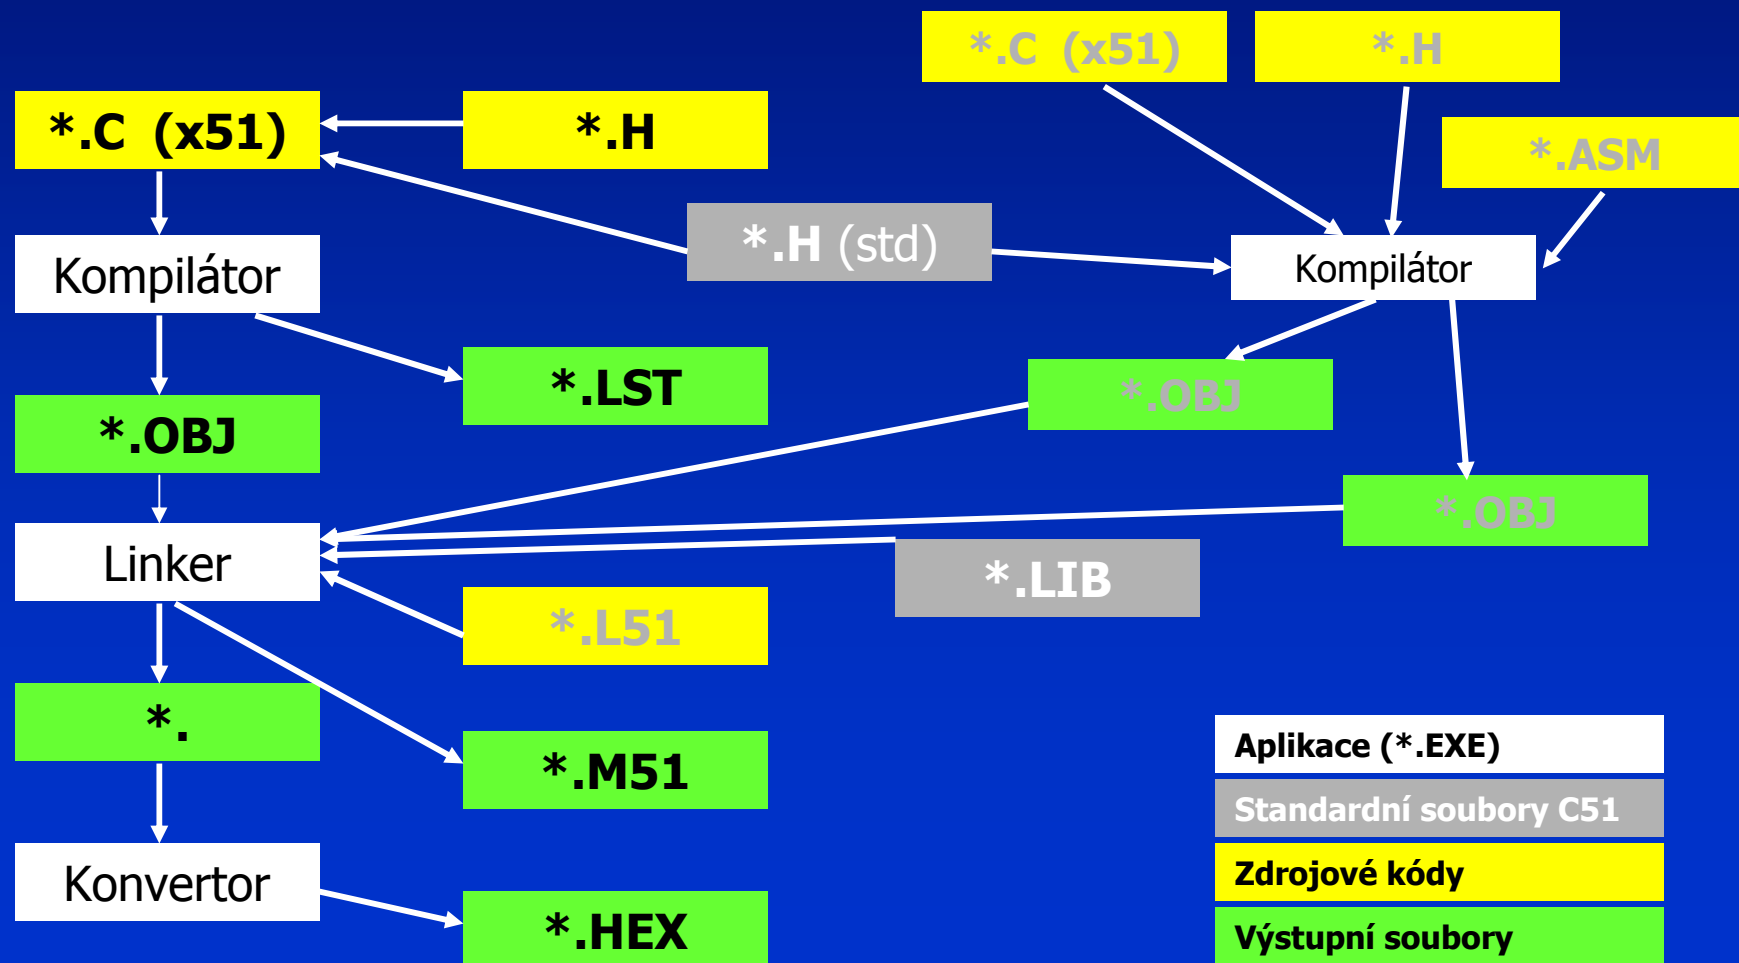 *.C (x51)
*.H
*.C (x51)
*.H
*.ASM
*.H (std)
Kompilátor
Kompilátor
*.LST
*.OBJ
*.OBJ
*.OBJ
Linker
*.LIB
*.L51
*.
*.M51
Konvertor
*.HEX
Aplikace (*.EXE)
Standardní soubory C51
Zdrojové kódy
Výstupní soubory